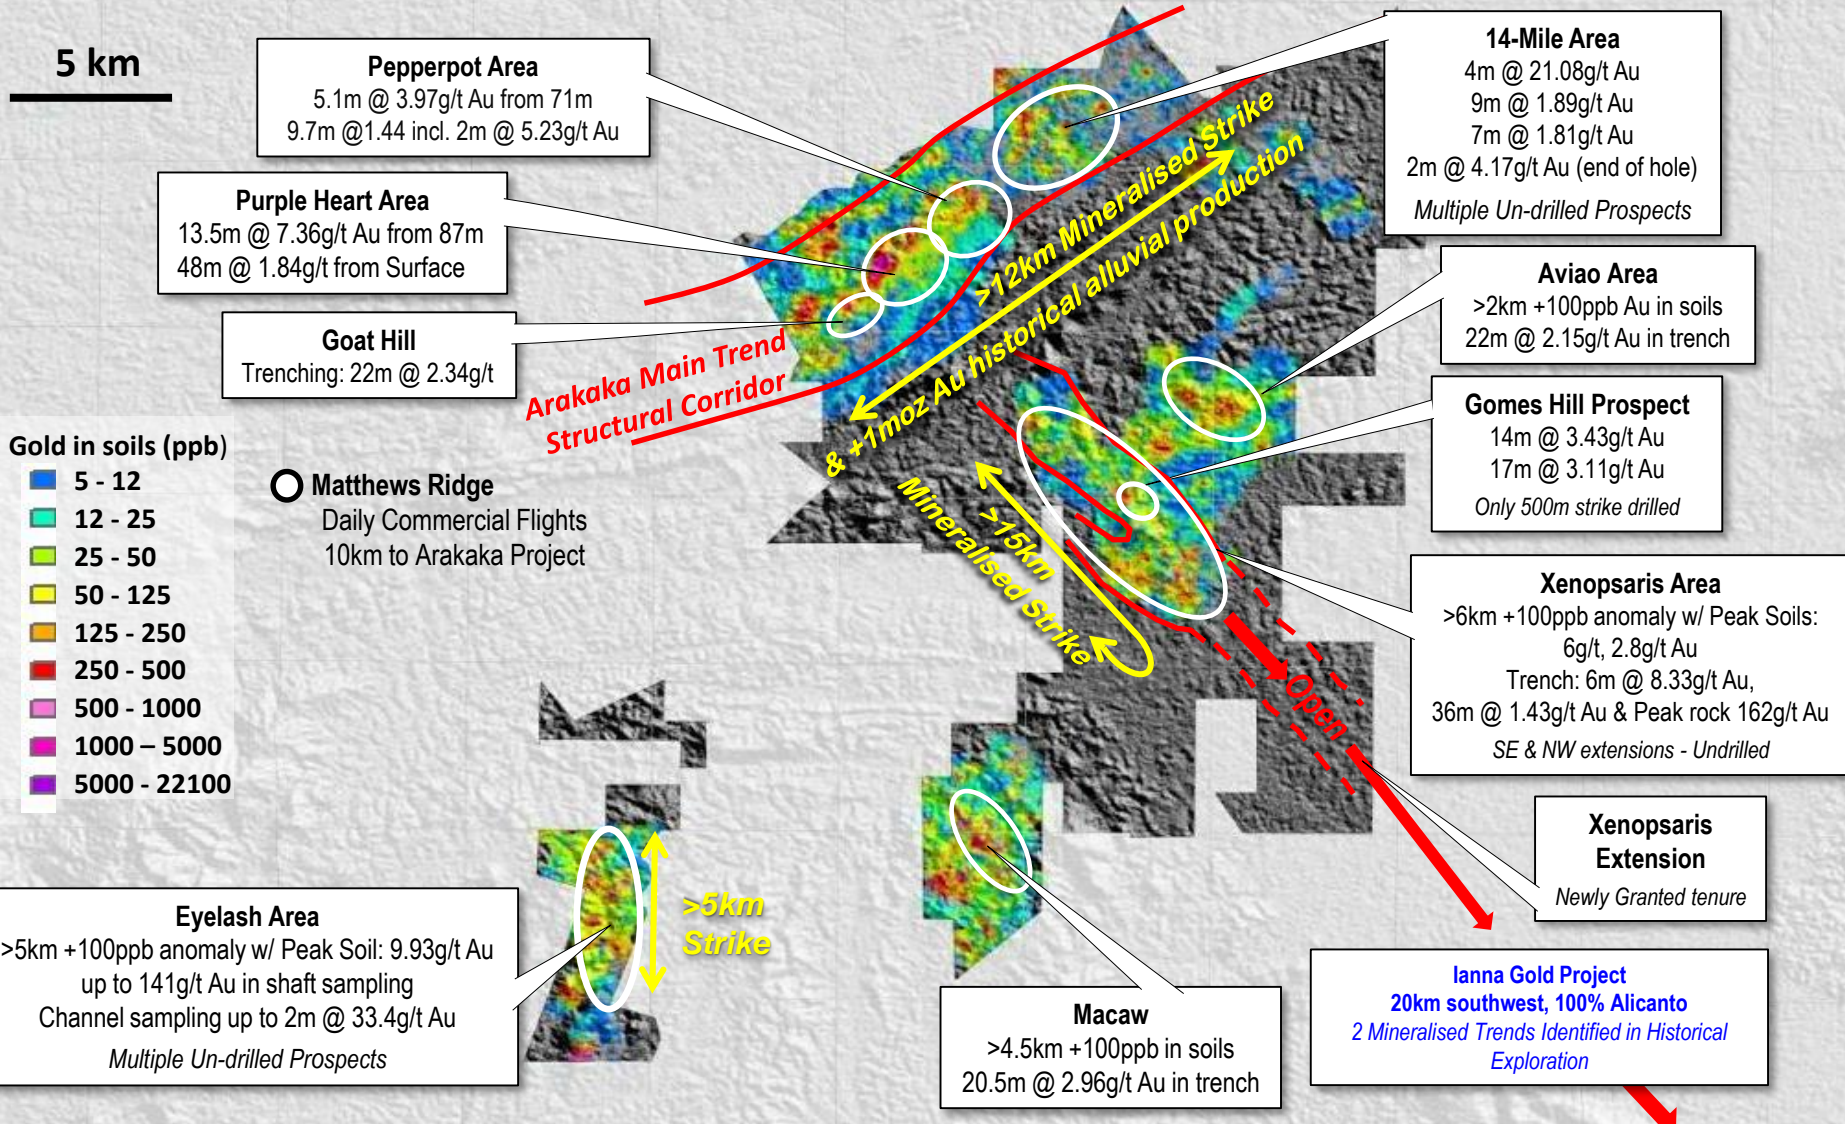 5 km
Pepperpot Area
5.1m @ 3.97g/t Au from 71m
9.7m @1.44 incl. 2m @ 5.23g/t Au
14-Mile Area
4m @ 21.08g/t Au
9m @ 1.89g/t Au
7m @ 1.81g/t Au
2m @ 4.17g/t Au (end of hole)
Multiple Un-drilled Prospects
Purple Heart Area
13.5m @ 7.36g/t Au from 87m
48m @ 1.84g/t from Surface
Goat Hill
Trenching: 22m @ 2.34g/t
Arakaka Main Trend
Structural Corridor
>12km Mineralised Strike
& +1moz Au historical alluvial production
Aviao Area
>2km +100ppb Au in soils
22m @ 2.15g/t Au in trench
Gomes Hill Prospect
14m @ 3.43g/t Au
17m @ 3.11g/t Au
Only 500m strike drilled
Gold in soils (ppb)
5 - 12
12 - 25
25 - 50
50 - 125
125 - 250
250 - 500
500 - 1000
1000 – 5000
5000 - 22100
Matthews Ridge
Daily Commercial Flights
10km to Arakaka Project
>15km
Mineralised Strike
Xenopsaris Area
>6km +100ppb anomaly w/ Peak Soils:
6g/t, 2.8g/t Au
Trench: 6m @ 8.33g/t Au,
36m @ 1.43g/t Au & Peak rock 162g/t Au
SE & NW extensions - Undrilled
Open
Xenopsaris
Extension
Newly Granted tenure
Eyelash Area
>5km +100ppb anomaly w/ Peak Soil: 9.93g/t Au
up to 141g/t Au in shaft sampling
Channel sampling up to 2m @ 33.4g/t Au
Multiple Un-drilled Prospects
>5km
Strike
Macaw
>4.5km +100ppb in soils
20.5m @ 2.96g/t Au in trench
Ianna Gold Project
20km southwest, 100% Alicanto
2 Mineralised Trends Identified in Historical
Exploration